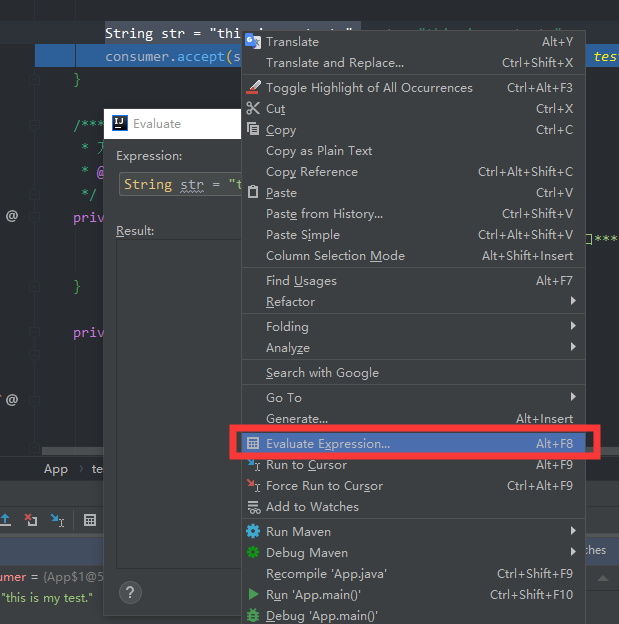 String str = "thi
consumer.accept(s
tes
}
/***
*
* @
*/
@ priv
}
priv
@
Evaluate
Expression:
String str = "t
Result:
Translate Alt+Y
Translate and Replace... Ctrl+Shift+X
Toggle Highlight of All Occurrences Ctrl+Alt+F3
Cut Ctrl+X
Copy Ctrl+C
Copy as Plain Text
Copy Reference Ctrl+Alt+Shift+C
Paste Ctrl+V
Paste from History... Ctrl+Shift+V
Paste Simple Ctrl+Alt+Shift+V
Column Selection Mode Alt+Shift+Insert
Find Usages Alt+F7
Refactor
Folding
Analyze
Search with Google
Go To
Generate... Alt+Insert
Evaluate Expression... Alt+F8
Run to Cursor Alt+F9
Force Run to Cursor Ctrl+Alt+F9
Add to Watches
Run Maven
Debug Maven
Recompile 'App.java' Ctrl+Shift+F9
Run 'App.main()' Ctrl+Shift+F10
Debug 'App.main()'
口***
App > te
ches
umer = {App$1@5
"this is my test."
?